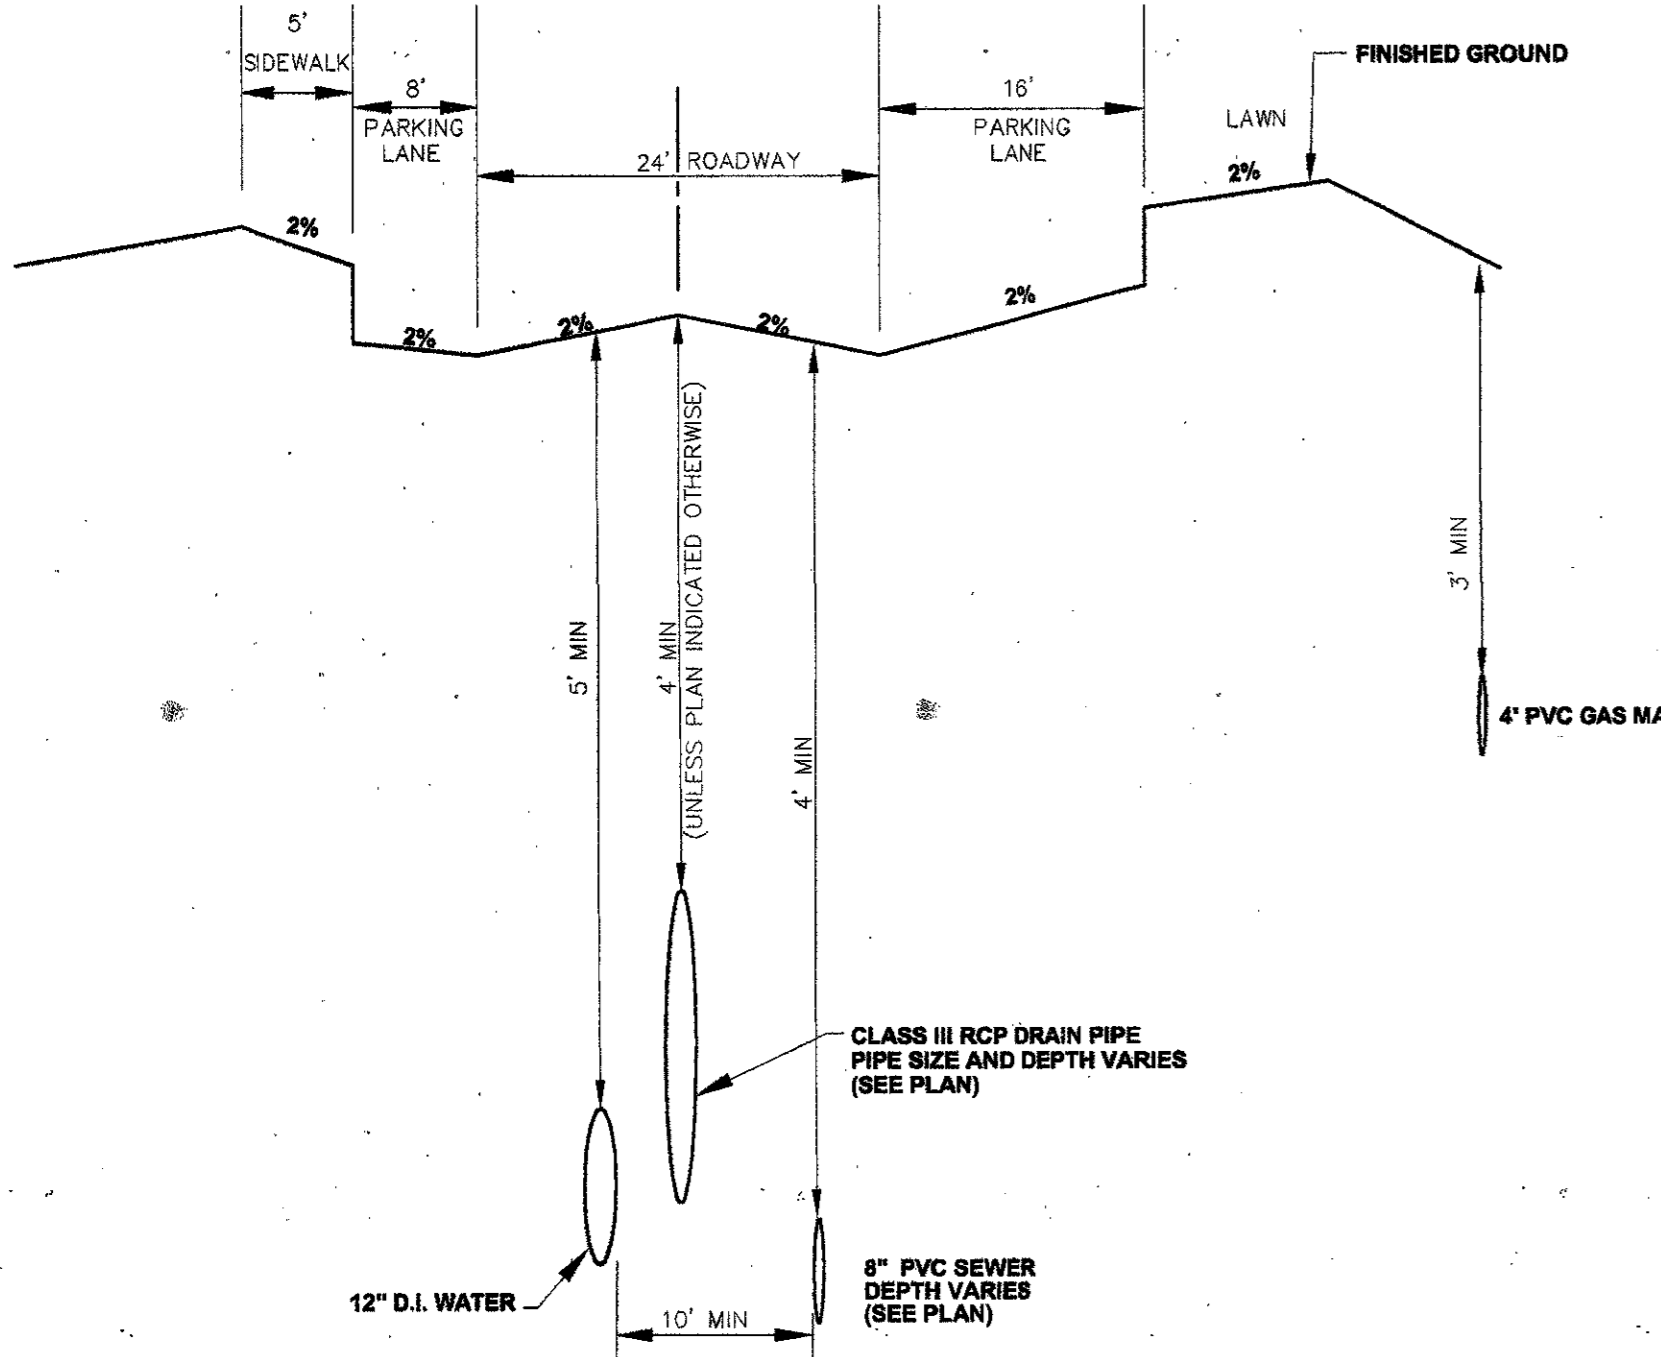 5'
SIDEWALK
8'
PARKING
LANE
24' ROADWAY
16'
PARKING
LANE
LAWN
FINISHED GROUND
2%
2%
2%
2%
2%
2%
5' MIN
4' MIN
(UNLESS PLAN INDICATED OTHERWISE)
4' MIN
3' MIN
4" PVC GAS MA
CLASS III RCP DRAIN PIPE
PIPE SIZE AND DEPTH VARIES
(SEE PLAN)
12" D.I. WATER
8" PVC SEWER
DEPTH VARIES
(SEE PLAN)
10' MIN